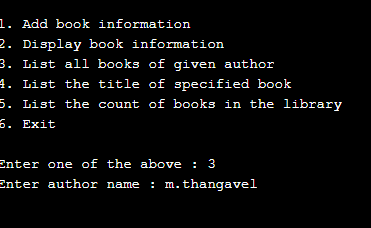 1. Add book information
2. Display book information
3. List all books of given author
4. List the title of specified book
5. List the count of books in the library
6. Exit
Enter one of the above : 3
Enter author name : m.thangavel